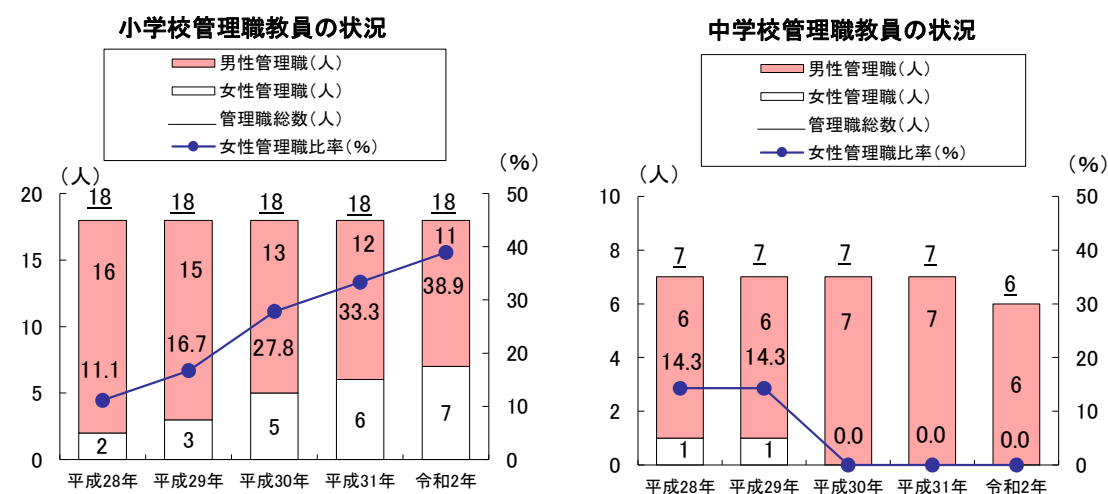 小学校管理職教員の状況
男性管理職(人)
女性管理職(人)
管理職総数(人)
女性管理職比率(%)
(人)
(%)
20
15
10
5
0
50
40
30
20
10
0
18
18
18
18
18
16
15
13
12
11
11.1
16.7
27.8
33.3
38.9
2
3
5
6
7
平成28年
平成29年
平成30年
平成31年
令和2年
中学校管理職教員の状況
男性管理職(人)
女性管理職(人)
管理職総数(人)
女性管理職比率(%)
(人)
(%)
10
8
6
4
2
0
50
40
30
20
10
0
7
7
7
7
6
6
6
7
7
6
14.3
14.3
0.0
0.0
0.0
1
1
平成28年
平成29年
平成30年
平成31年
令和2年